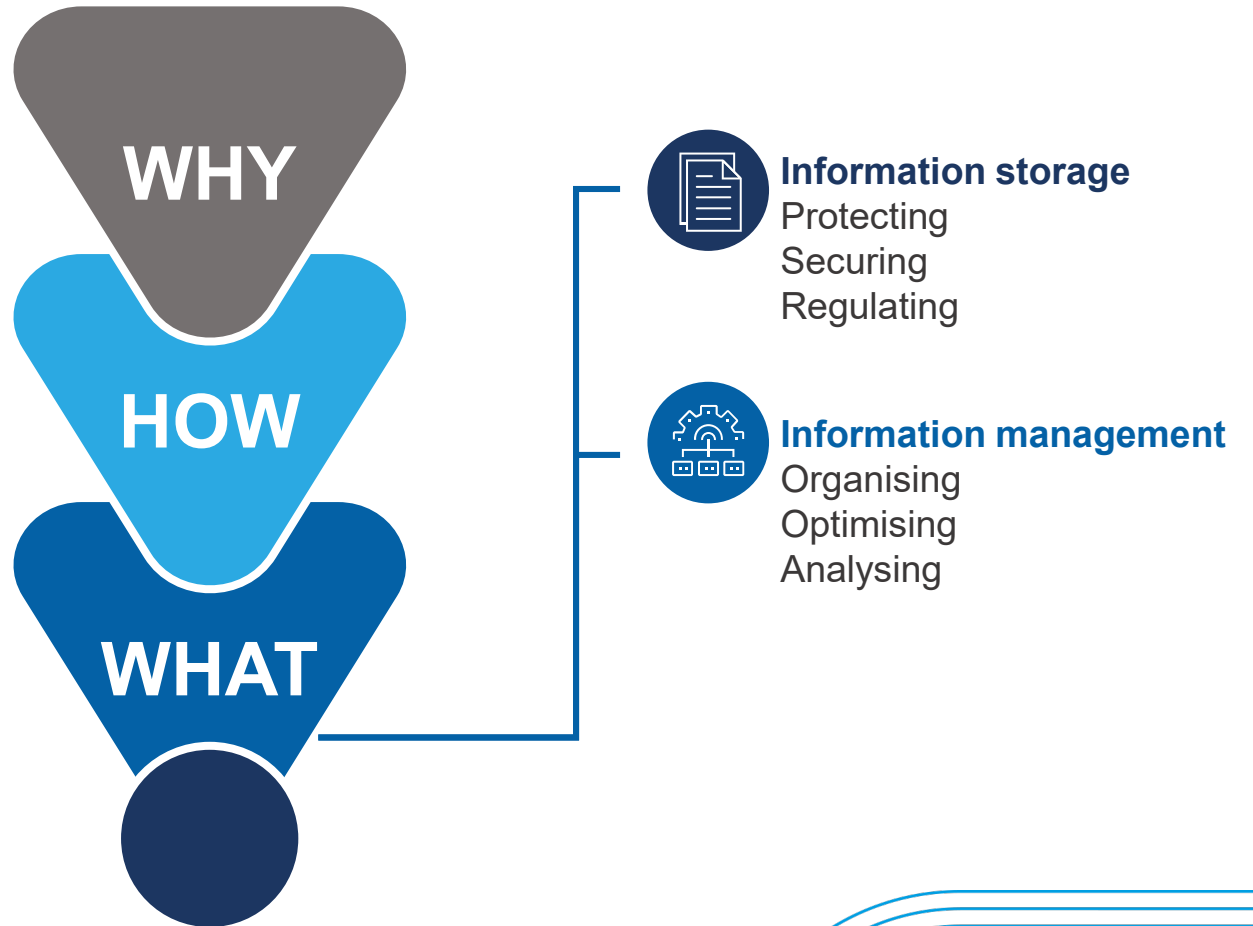 WHY
HOW
WHAT
Information storage
Protecting
Securing
Regulating
Information management
Organising
Optimising
Analysing